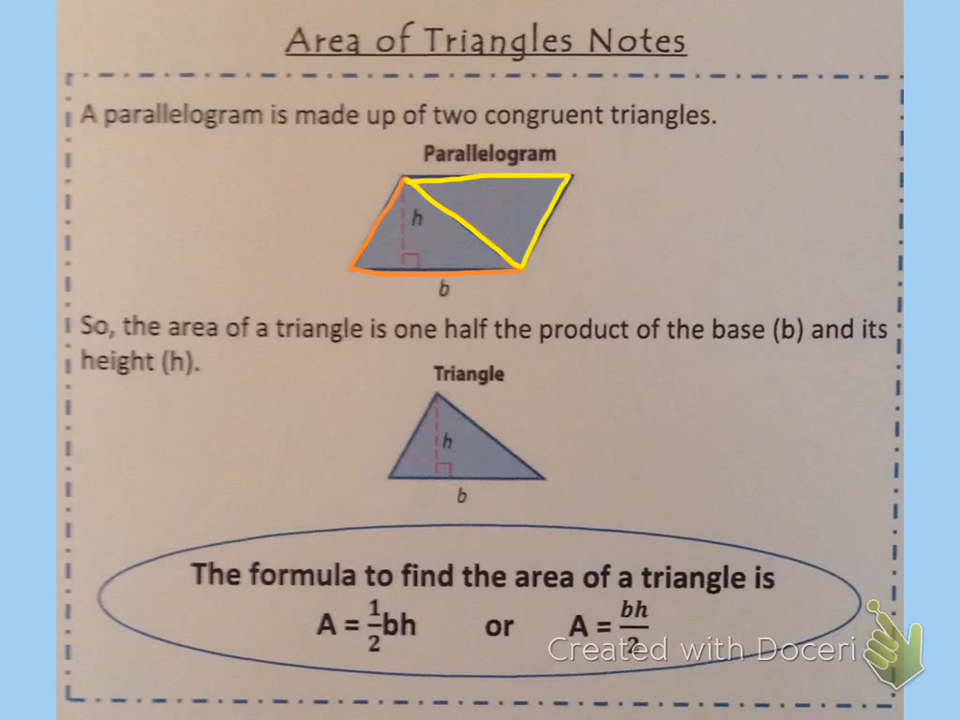 Area of Triangles Notes
A parallelogram is made up of two congruent triangles.
Parallelogram
h
b
So, the area of a triangle is one half the product of the base (b) and its
height (h).
Triangle
h
b
The formula to find the area of a triangle is
A = 1/2 bh or A = bh/2
Created with Doceri